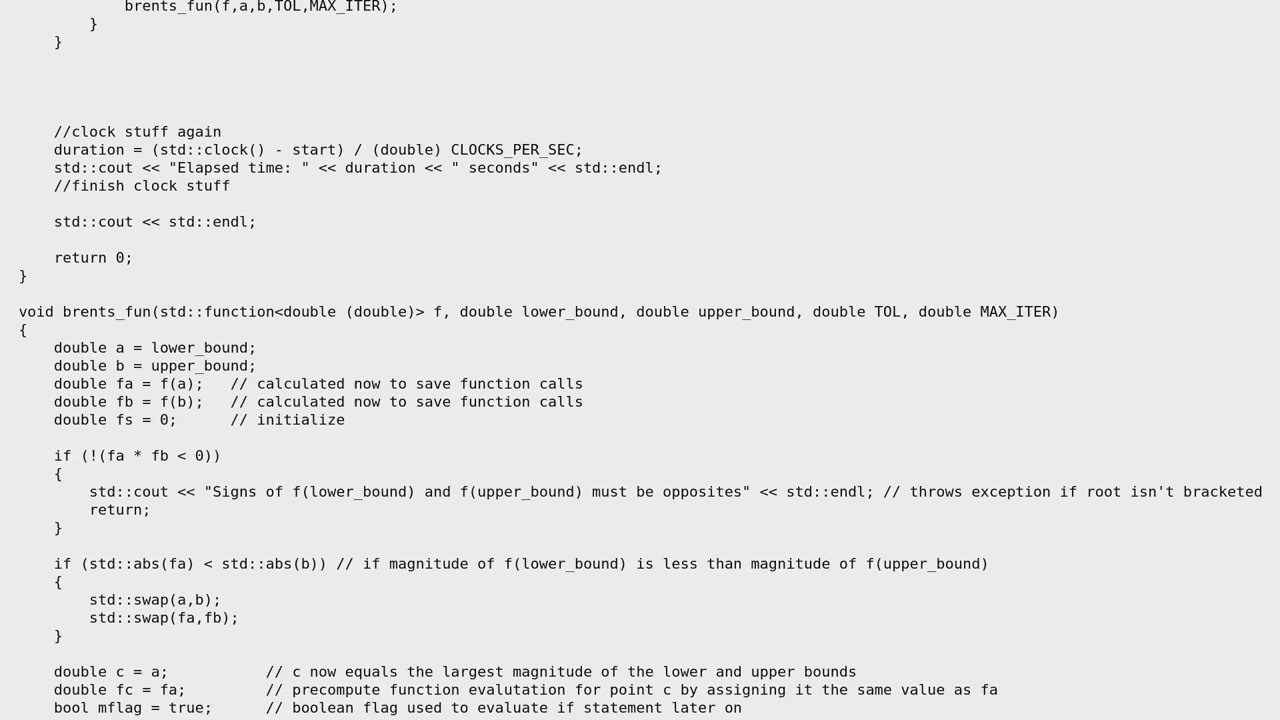 brents_fun(f,a,b,TOL,MAX_ITER);
        }
    }
    //clock stuff again
    duration = (std::clock() - start) / (double) CLOCKS_PER_SEC;
    std::cout << "Elapsed time: " << duration << " seconds" << std::endl;
    //finish clock stuff
    std::cout << std::endl;
    return 0;
}
void brents_fun(std::function<double (double)> f, double lower_bound, double upper_bound, double TOL, double MAX_ITER)
{
    double a = lower_bound;
    double b = upper_bound;
    double fa = f(a);   // calculated now to save function calls
    double fb = f(b);   // calculated now to save function calls
    double fs = 0;      // initialize
    if (!(fa * fb < 0))
    {
        std::cout << "Signs of f(lower_bound) and f(upper_bound) must be opposites" << std::endl; // throws exception if root isn't bracketed
        return;
    }
    if (std::abs(fa) < std::abs(b)) // if magnitude of f(lower_bound) is less than magnitude of f(upper_bound)
    {
        std::swap(a,b);
        std::swap(fa,fb);
    }
    double c = a;           // c now equals the largest magnitude of the lower and upper bounds
    double fc = fa;         // precompute function evalutation for point c by assigning it the same value as fa
    bool mflag = true;      // boolean flag used to evaluate if statement later on